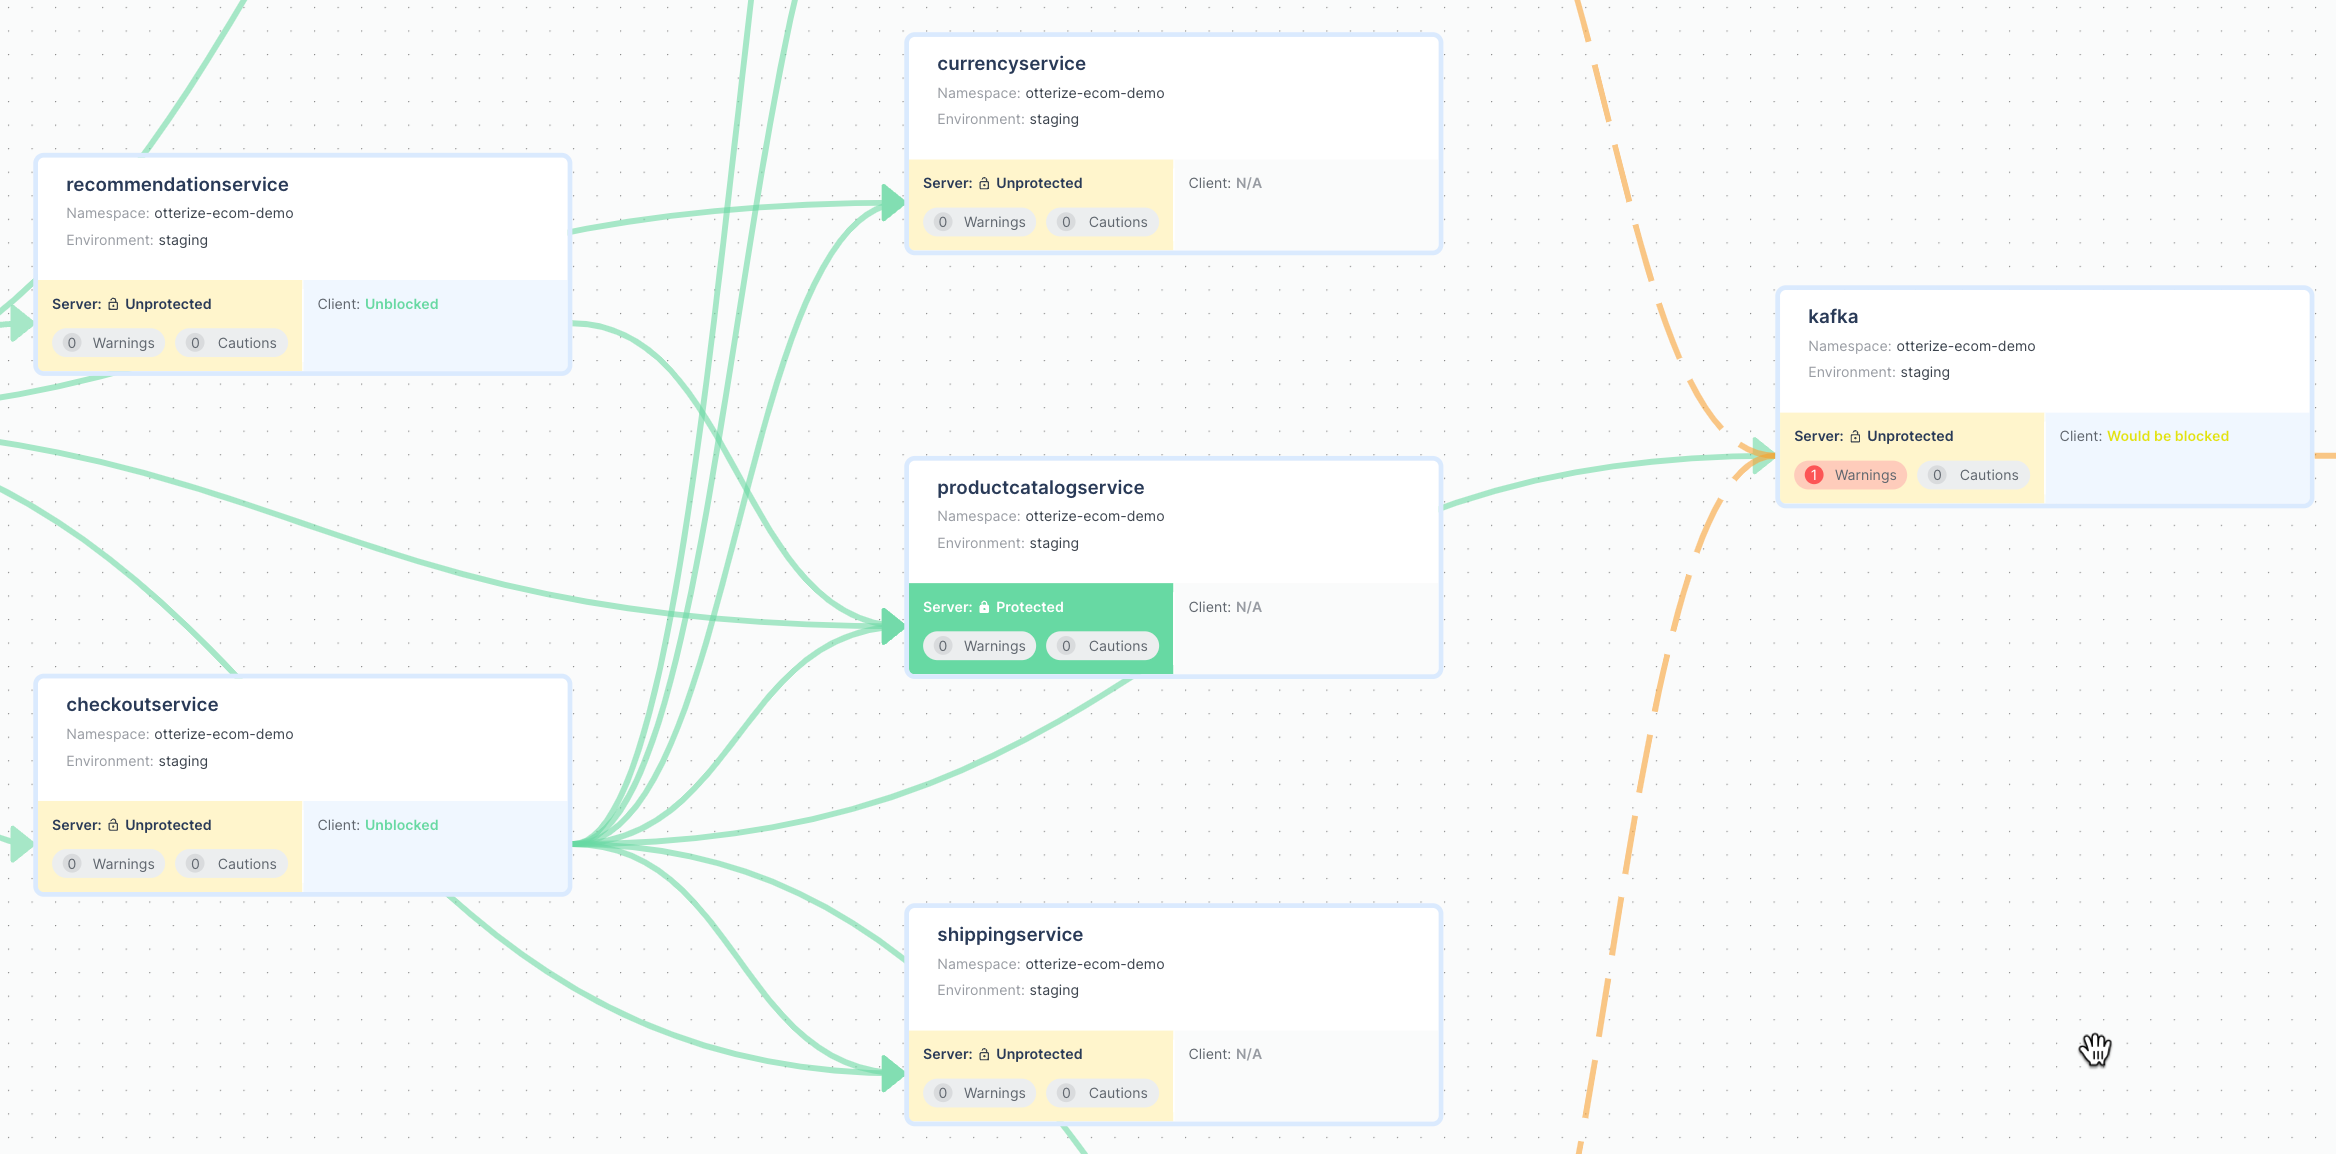 currencyservice
Namespace: otterize-ecom-demo
Environment: staging
Server: Unprotected
Client: N/A
0 Warnings
0 Cautions
recommendationservice
Namespace: otterize-ecom-demo
Environment: staging
Server: Unprotected
Client: Unblocked
0 Warnings
0 Cautions
kafka
Namespace: otterize-ecom-demo
Environment: staging
Server: Unprotected
Client: Would be blocked
1 Warnings
0 Cautions
productcatalogservice
Namespace: otterize-ecom-demo
Environment: staging
Server: Protected
Client: N/A
0 Warnings
0 Cautions
checkoutservice
Namespace: otterize-ecom-demo
Environment: staging
Server: Unprotected
Client: Unblocked
0 Warnings
0 Cautions
shippingservice
Namespace: otterize-ecom-demo
Environment: staging
Server: Unprotected
Client: N/A
0 Warnings
0 Cautions